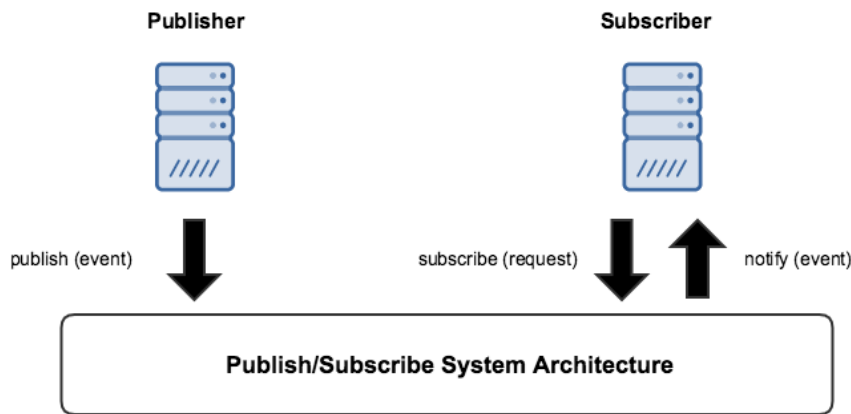 Publisher
Subscriber
publish (event)
subscribe (request)
notify (event)
Publish/Subscribe System Architecture